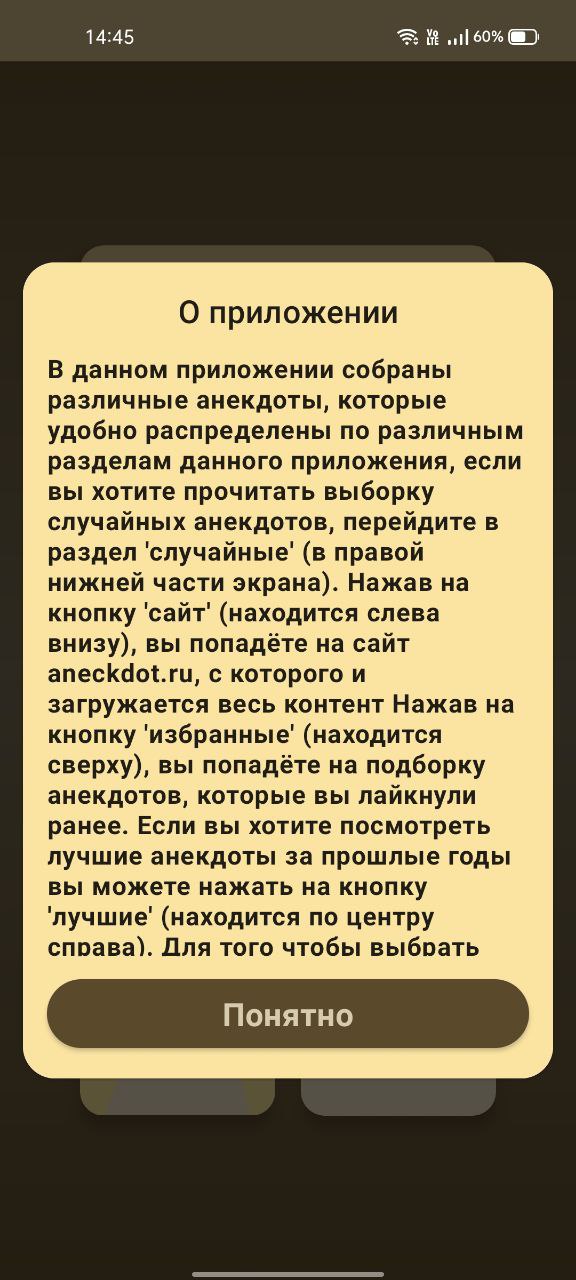 14:45
Vo
LTE
60%
О приложении
В данном приложении собраны
различные анекдоты, которые
удобно распределены по различным
разделам данного приложения, если
вы хотите прочитать выборку
случайных анекдотов, перейдите в
раздел 'случайные' (в правой
нижней части экрана). Нажав на
кнопку 'сайт' (находится слева
внизу), вы попадёте на сайт
aneckdot.ru, с которого и
загружается весь контент Нажав на
кнопку 'избранные' (находится
сверху), вы попадёте на подборку
анекдотов, которые вы лайкнули
ранее. Если вы хотите посмотреть
лучшие анекдоты за прошлые годы
вы можете нажать на кнопку
'лучшие' (находится по центру
справа). Для того чтобы выбрать
Понятно